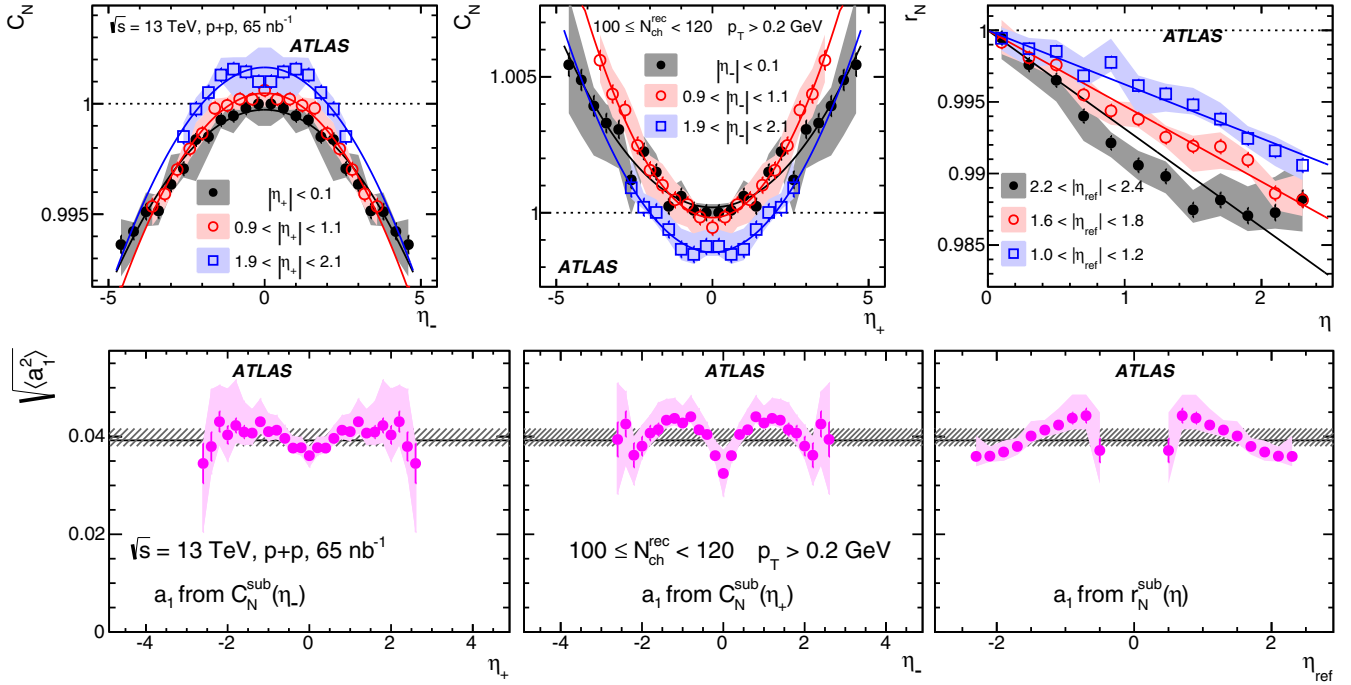 C_N
√s = 13 TeV, p+p, 65 nb⁻¹
ATLAS
1
0.995
|η₊| < 0.1
0.9 < |η₊| < 1.1
1.9 < |η₊| < 2.1
-5 0 5
η₋
C_N
100 ≤ N_ch^rec < 120 p_T > 0.2 GeV
1.005
|η₋| < 0.1
0.9 < |η₋| < 1.1
1.9 < |η₋| < 2.1
1
ATLAS
-5 0 5
η₊
r_N
1
ATLAS
0.995
0.99
0.985
2.2 < |η_ref| < 2.4
1.6 < |η_ref| < 1.8
1.0 < |η_ref| < 1.2
0 1 2
η
√⟨a₁²⟩
ATLAS
0.04
0.02
0
√s = 13 TeV, p+p, 65 nb⁻¹
a₁ from C_N^sub(η₋)
-4 -2 0 2 4
η₊
ATLAS
100 ≤ N_ch^rec < 120 p_T > 0.2 GeV
a₁ from C_N^sub(η₊)
-4 -2 0 2 4
η₋
ATLAS
a₁ from r_N^sub(η)
-2 0 2
η_ref